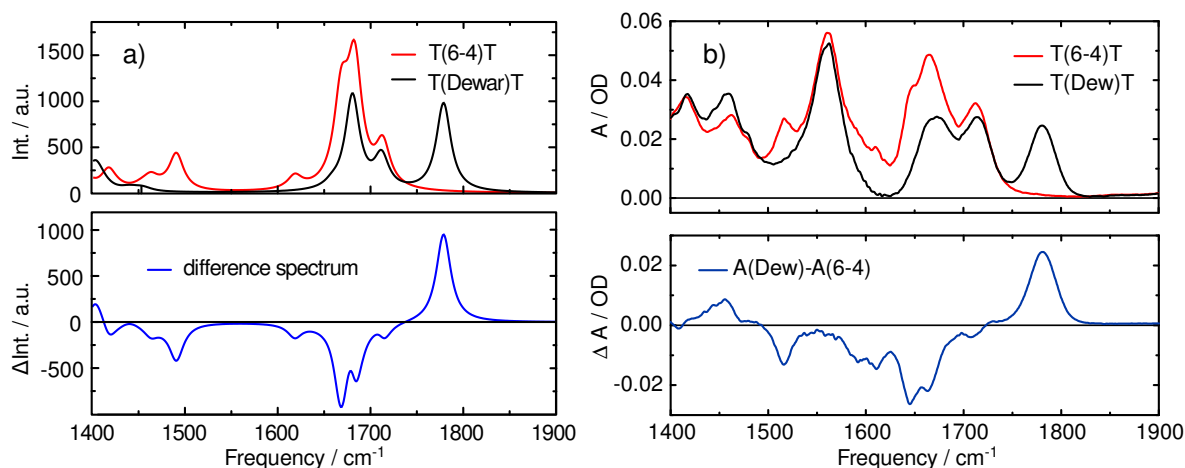 a)
T(6-4)T
T(Dewar)T
Int. / a.u.
1500
1000
500
0
difference spectrum
ΔInt. / a.u.
1000
500
0
-500
1400 1500 1600 1700 1800 1900
Frequency / cm-1
b)
T(6-4)T
T(Dew)T
A / OD
0.06
0.04
0.02
0.00
A(Dew)-A(6-4)
Δ A / OD
0.02
0.00
-0.02
1400 1500 1600 1700 1800 1900
Frequency / cm-1